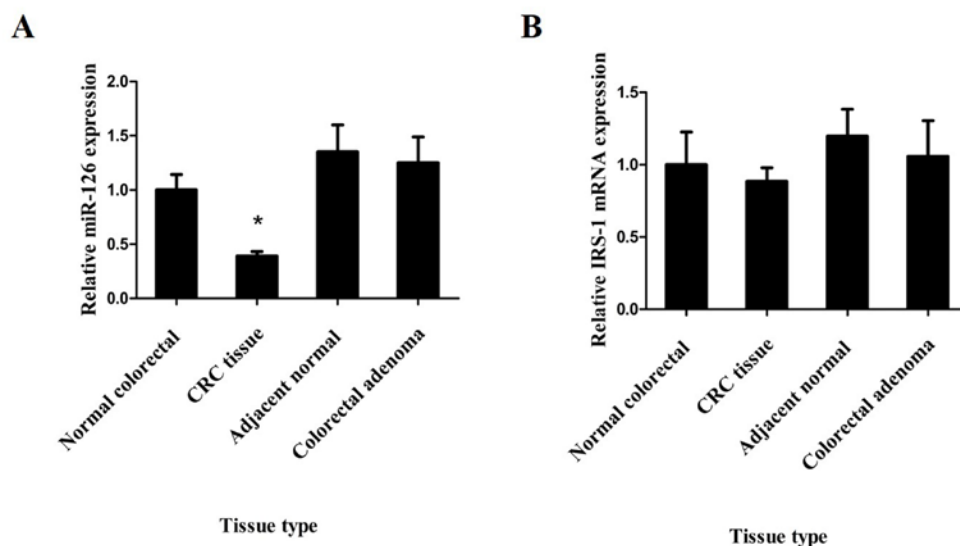 A
Relative miR-126 expression
2.0
1.5
1.0
0.5
0.0
*
Normal colorectal
CRC tissue
Adjacent normal
Colorectal adenoma
Tissue type
B
Relative IRS-1 mRNA expression
1.5
1.0
0.5
0.0
Normal colorectal
CRC tissue
Adjacent normal
Colorectal adenoma
Tissue type